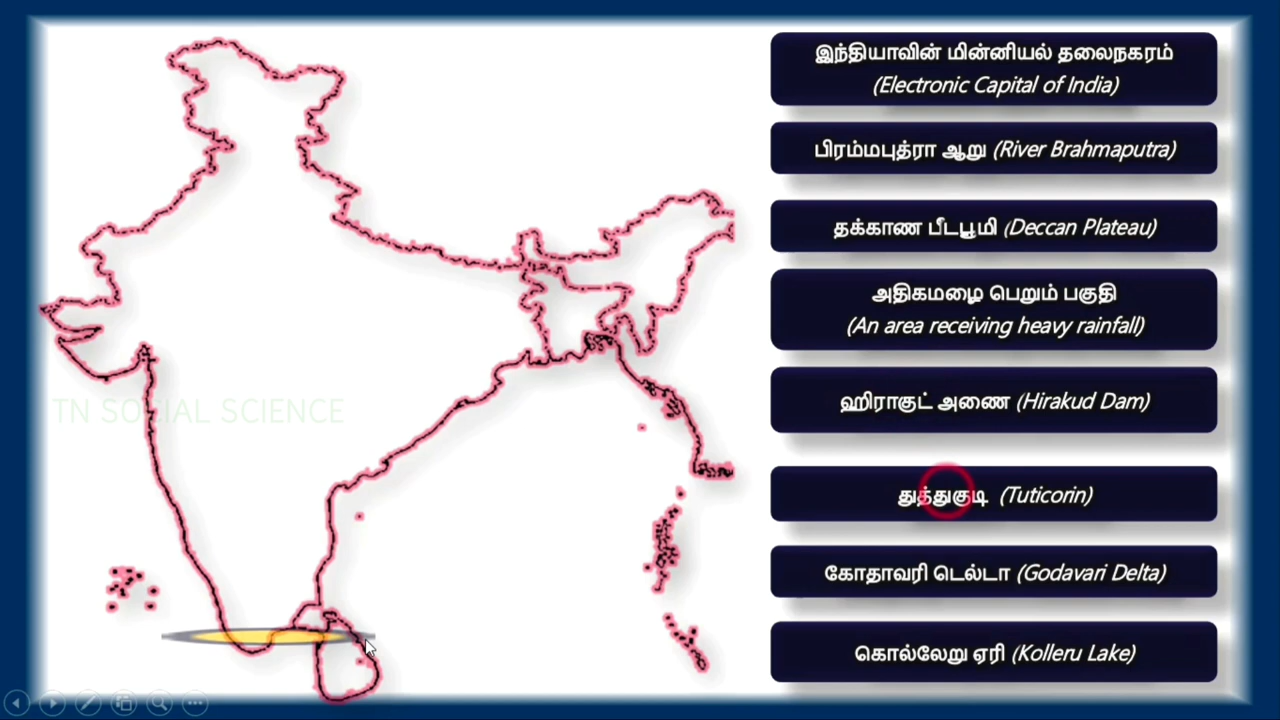 இந்தியாவின் மின்னியல் தலைநகரம்
(Electronic Capital of India)
பிரம்மபுத்ரா ஆறு (River Brahmaputra)
தக்காண பீடபூமி (Deccan Plateau)
அதிகமழை பெறும் பகுதி
(An area receiving heavy rainfall)
ஹிராகுட் அணை (Hirakud Dam)
துத்துகுடி (Tuticorin)
கோதாவரி டெல்டா (Godavari Delta)
கொல்லேறு ஏரி (Kolleru Lake)
TN SOCIAL SCIENCE